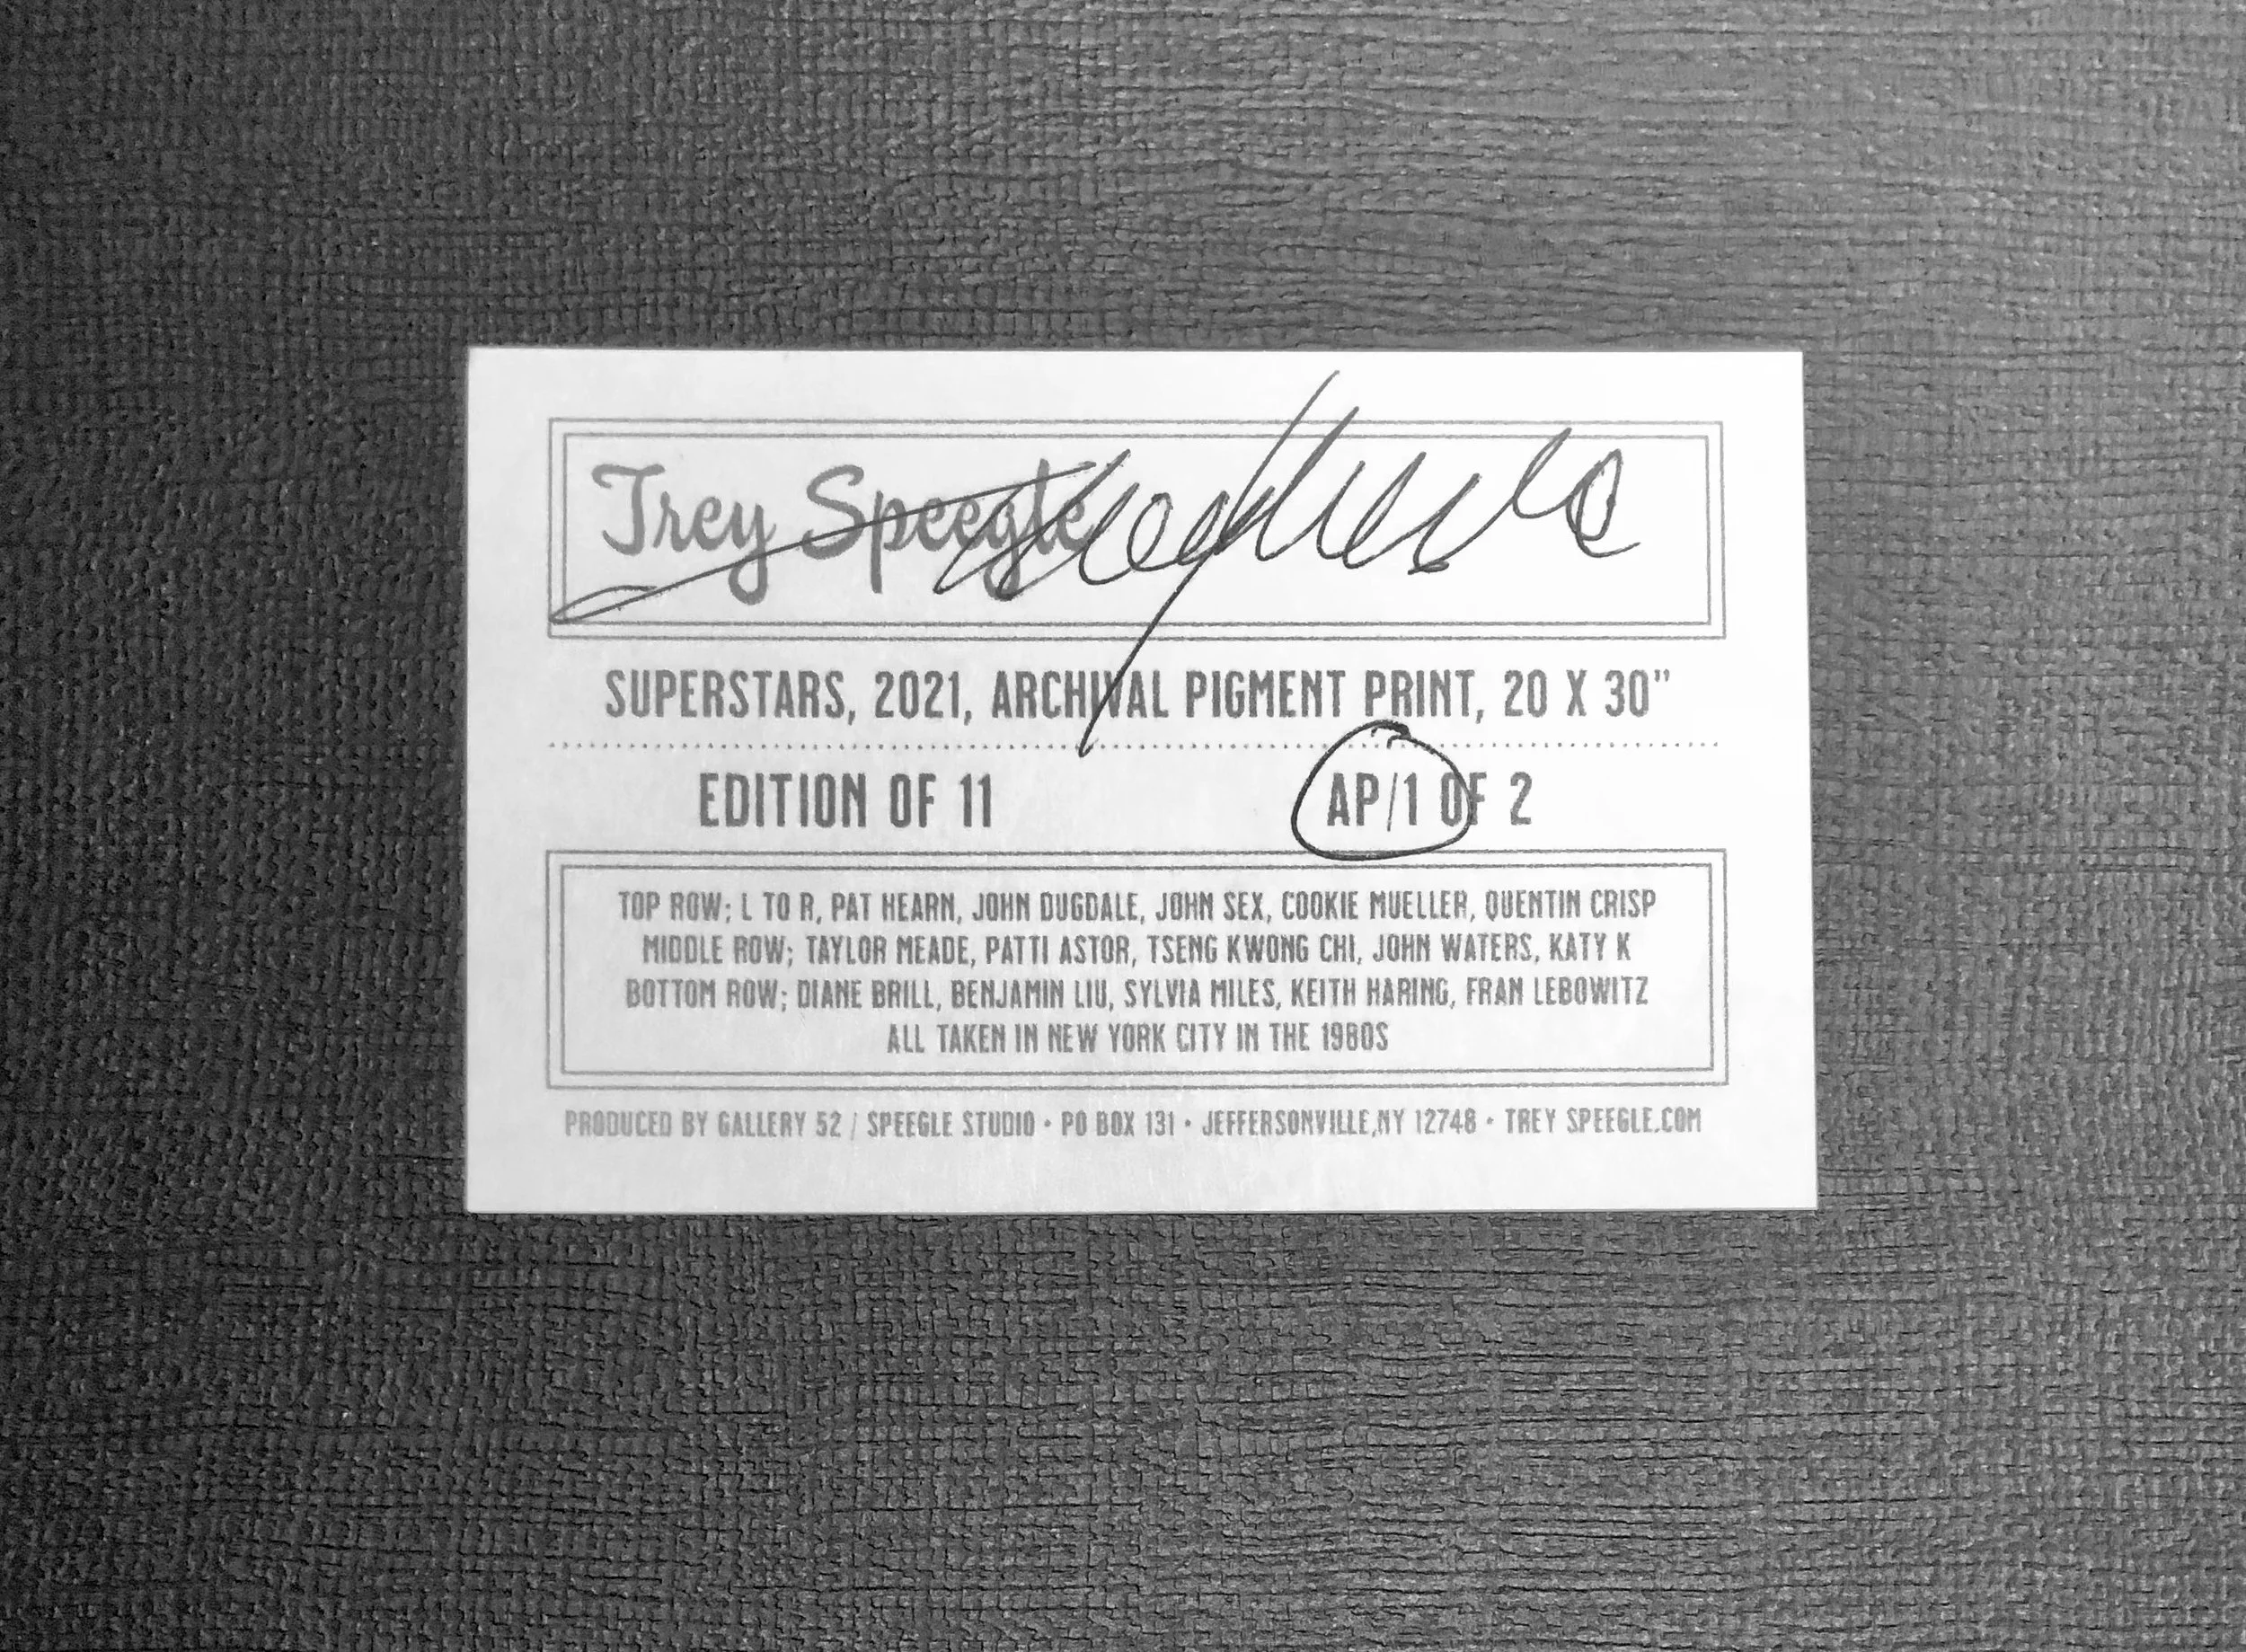 Trey Speegle
SUPERSTARS, 2021, ARCHIVAL PIGMENT PRINT, 20 X 30"
EDITION OF 11 AP/1 OF 2
TOP ROW; L TO R, PAT HEARN, JOHN DUGDALE, JOHN SEX, COOKIE MUELLER, QUENTIN CRISP
MIDDLE ROW; TAYLOR MEADE, PATTI ASTOR, TSENG KWONG CHI, JOHN WATERS, KATY K
BOTTOM ROW; DIANE BRILL, BENJAMIN LIU, SYLVIA MILES, KEITH HARING, FRAN LEBOWITZ
ALL TAKEN IN NEW YORK CITY IN THE 1980S
PRODUCED BY GALLERY 52 / SPEEGLE STUDIO • PO BOX 131 • JEFFERSONVILLE,NY 12748 • TREY SPEEGLE.COM